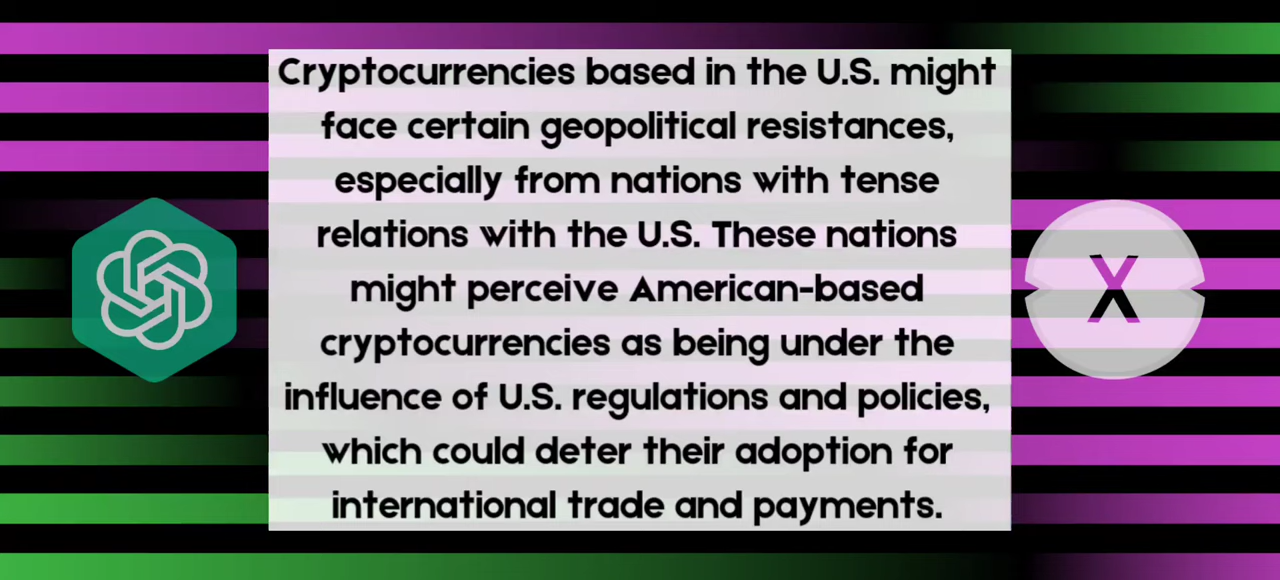 Cryptocurrencies based in the U.S. might
face certain geopolitical resistances,
especially from nations with tense
relations with the U.S. These nations
might perceive American-based
cryptocurrencies as being under the
influence of U.S. regulations and policies,
which could deter their adoption for
international trade and payments.
X